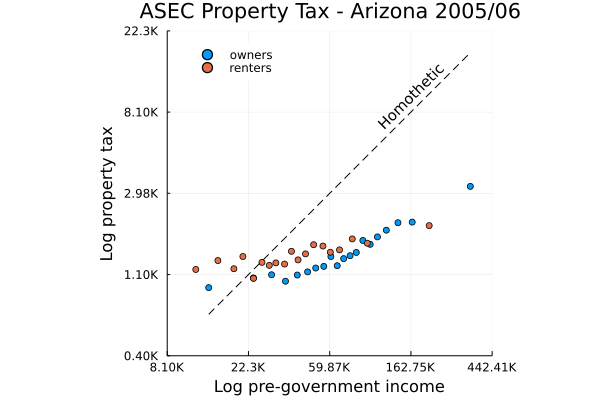 ASEC Property Tax - Arizona 2005/06
22.3K
8.10K
2.98K
1.10K
0.40K
Log property tax
owners
renters
Homothetic
8.10K 22.3K 59.87K 162.75K 442.41K
Log pre-government income